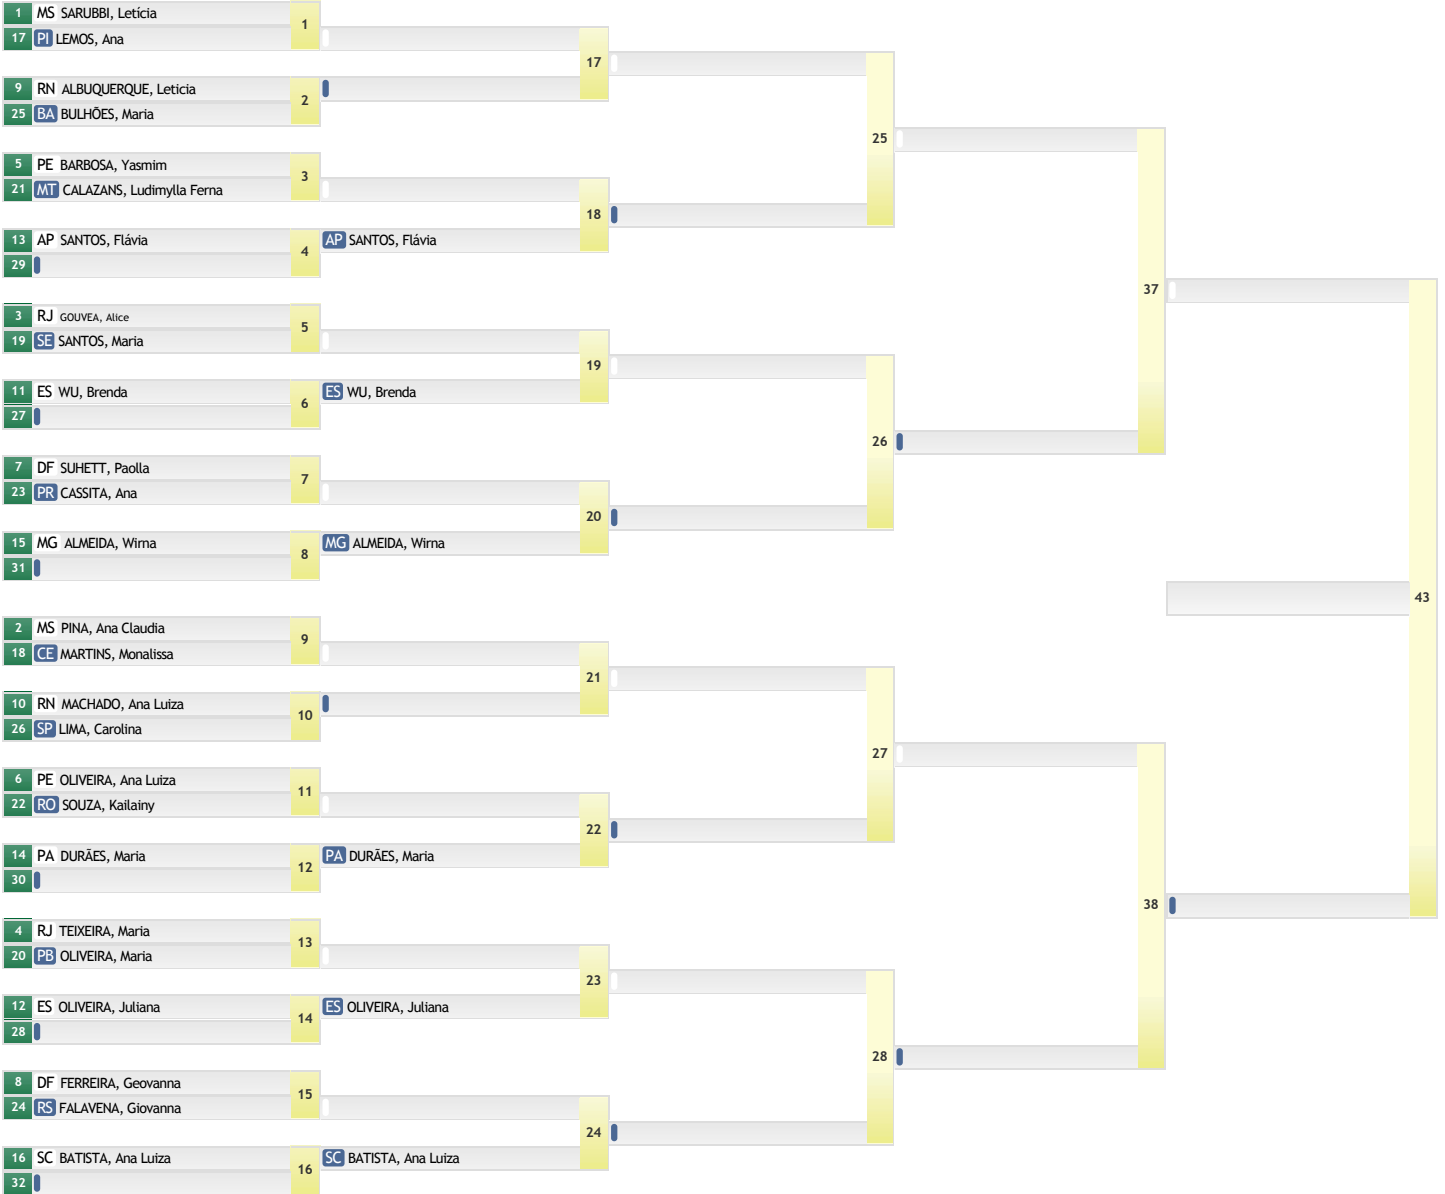 1 MS SARUBBI, Letícia
1
17 PI LEMOS, Ana
17
9 RN ALBUQUERQUE, Leticia
2
25 BA BULHÕES, Maria
25
5 PE BARBOSA, Yasmim
3
21 MT CALAZANS, Ludimylla Ferna
18
13 AP SANTOS, Flávia
4
AP SANTOS, Flávia
29
37
3 RJ GOUVEA, Alice
5
19 SE SANTOS, Maria
19
11 ES WU, Brenda
6
ES WU, Brenda
27
26
7 DF SUHETT, Paolla
7
23 PR CASSITA, Ana
20
15 MG ALMEIDA, Wirna
8
MG ALMEIDA, Wirna
31
43
2 MS PINA, Ana Claudia
9
18 CE MARTINS, Monalissa
21
10 RN MACHADO, Ana Luiza
10
26 SP LIMA, Carolina
27
6 PE OLIVEIRA, Ana Luiza
11
22 RO SOUZA, Kailainy
22
14 PA DURÃES, Maria
12
PA DURÃES, Maria
30
38
4 RJ TEIXEIRA, Maria
13
20 PB OLIVEIRA, Maria
23
12 ES OLIVEIRA, Juliana
14
ES OLIVEIRA, Juliana
28
28
8 DF FERREIRA, Geovanna
15
24 RS FALAVENA, Giovanna
24
16 SC BATISTA, Ana Luiza
16
SC BATISTA, Ana Luiza
32